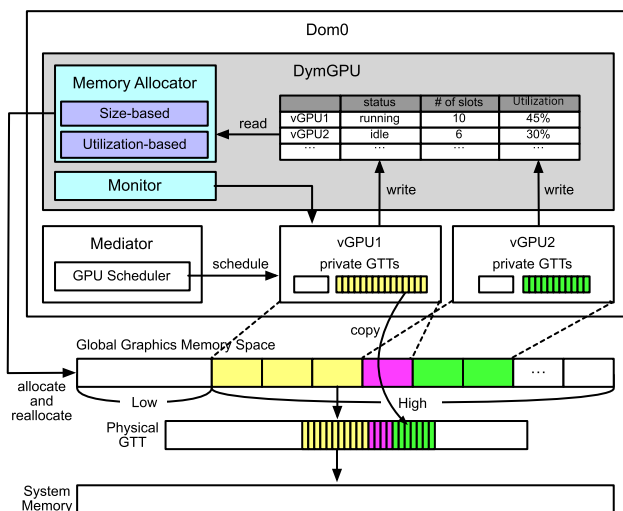 Dom0
DymGPU
Memory Allocator
Size-based
Utilization-based
read
status # of slots Utilization
vGPU1 running 10 45%
vGPU2 idle 6 30%
... ... ... ...
Monitor
write write
Mediator
GPU Scheduler
schedule
vGPU1
private GTTs
vGPU2
private GTTs
copy
Global Graphics Memory Space
...
allocate
and
reallocate
Low High
Physical
GTT
System
Memory